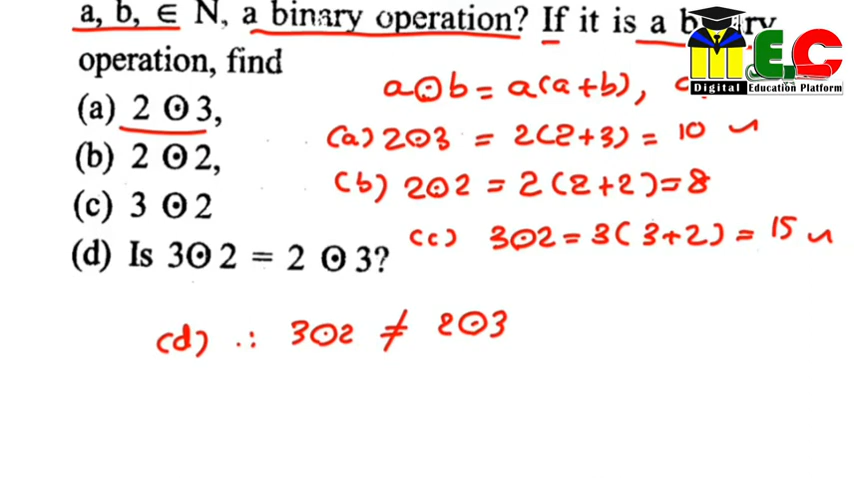 a, b, ∈ N, a binary operation? If it is a
operation, find
(a) 2 ⊙ 3,
(b) 2 ⊙ 2,
(c) 3 ⊙ 2
(d) Is 3⊙ 2 = 2 ⊙ 3?
a⊙b = a(a+b),
(a) 2⊙3 = 2(2+3) = 10
(b) 2⊙2 = 2(2+2) = 8
(c) 3⊙2 = 3(3+2) = 15
(d) ∴ 3⊙2 ≠ 2⊙3
MEC
Digital Education Platform